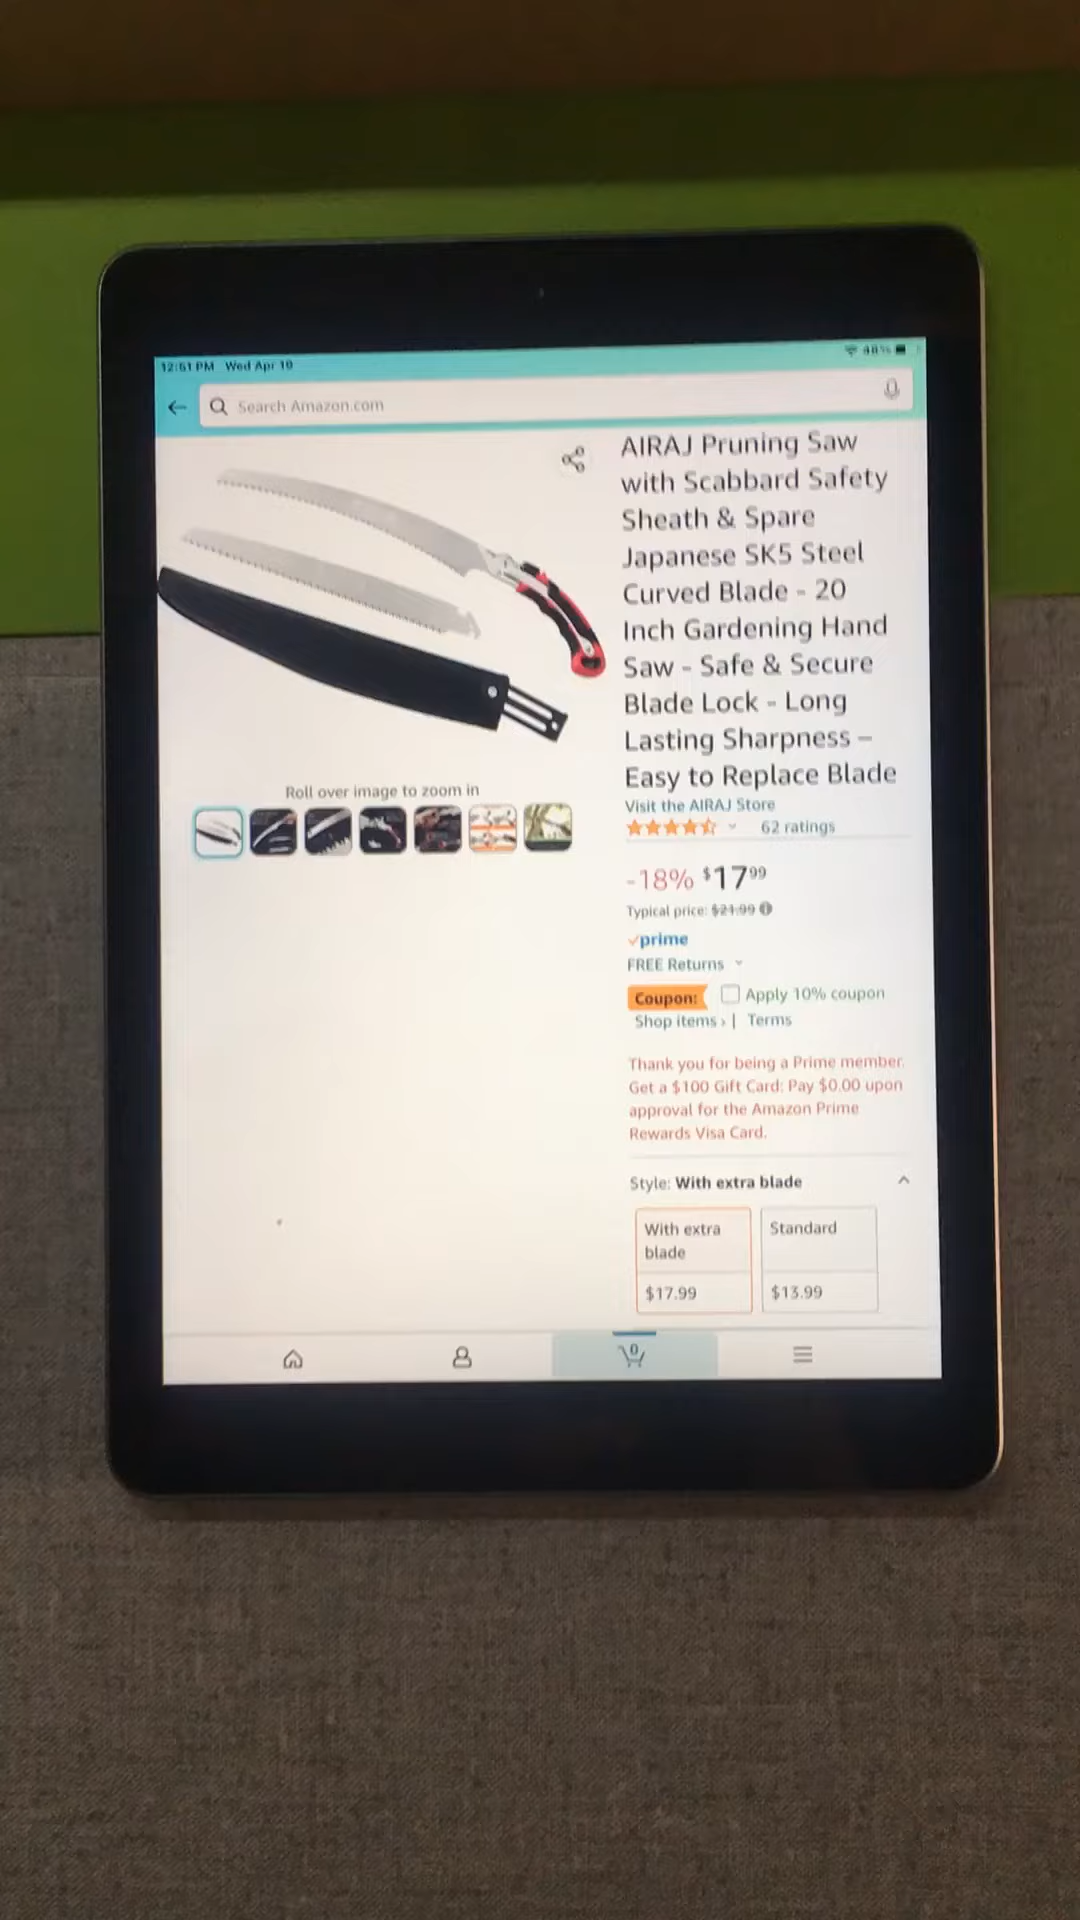 12:51 PM Wed Apr 19
48%
Search Amazon.com
AIRAJ Pruning Saw
with Scabbard Safety
Sheath & Spare
Japanese SK5 Steel
Curved Blade - 20
Inch Gardening Hand
Saw - Safe & Secure
Blade Lock - Long
Lasting Sharpness –
Easy to Replace Blade
Visit the AIRAJ Store
62 ratings
Roll over image to zoom in
-18% $17.99
Typical price: $21.99
prime
FREE Returns
Coupon: Apply 10% coupon
Shop items › | Terms
Thank you for being a Prime member.
Get a $100 Gift Card: Pay $0.00 upon
approval for the Amazon Prime
Rewards Visa Card.
Style: With extra blade
With extra
blade
$17.99
Standard
$13.99
0